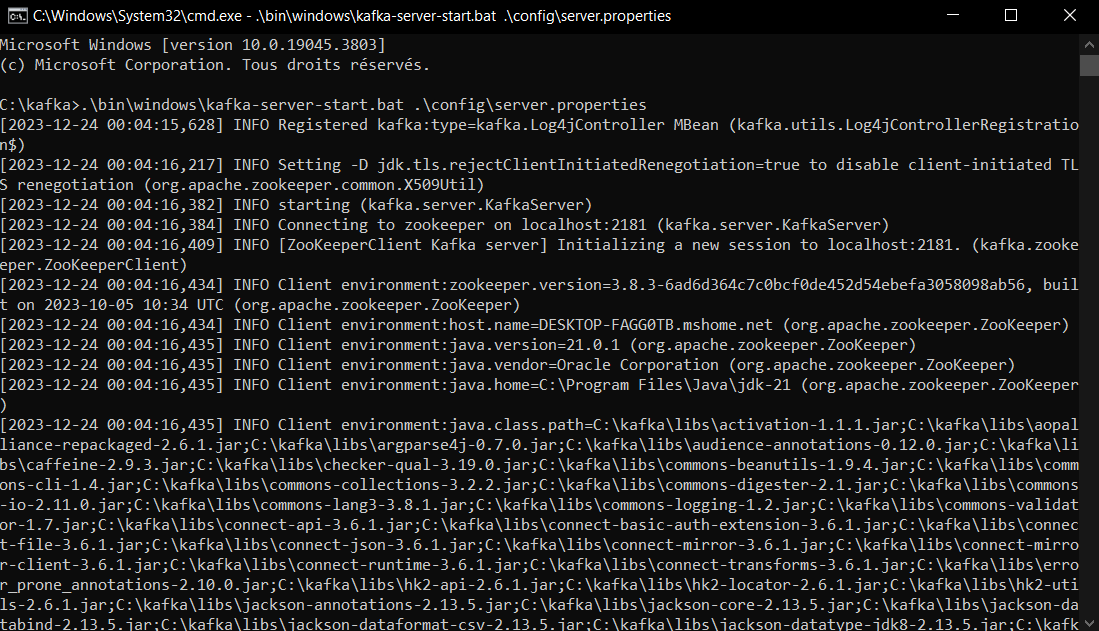 C:\Windows\System32\cmd.exe - .\bin\windows\kafka-server-start.bat .\config\server.properties
Microsoft Windows [version 10.0.19045.3803]
(c) Microsoft Corporation. Tous droits réservés.
C:\kafka>.\bin\windows\kafka-server-start.bat .\config\server.properties
[2023-12-24 00:04:15,628] INFO Registered kafka:type=kafka.Log4jController MBean (kafka.utils.Log4jControllerRegistratio
n$)
[2023-12-24 00:04:16,217] INFO Setting -D jdk.tls.rejectClientInitiatedRenegotiation=true to disable client-initiated TL
S renegotiation (org.apache.zookeeper.common.X509Util)
[2023-12-24 00:04:16,382] INFO starting (kafka.server.KafkaServer)
[2023-12-24 00:04:16,384] INFO Connecting to zookeeper on localhost:2181 (kafka.server.KafkaServer)
[2023-12-24 00:04:16,409] INFO [ZooKeeperClient Kafka server] Initializing a new session to localhost:2181. (kafka.zooke
eper.ZooKeeperClient)
[2023-12-24 00:04:16,434] INFO Client environment:zookeeper.version=3.8.3-6ad6d364c7c0bcf0de452d54ebefa3058098ab56, buil
t on 2023-10-05 10:34 UTC (org.apache.zookeeper.ZooKeeper)
[2023-12-24 00:04:16,434] INFO Client environment:host.name=DESKTOP-FAGG0TB.mshome.net (org.apache.zookeeper.ZooKeeper)
[2023-12-24 00:04:16,435] INFO Client environment:java.version=21.0.1 (org.apache.zookeeper.ZooKeeper)
[2023-12-24 00:04:16,435] INFO Client environment:java.vendor=Oracle Corporation (org.apache.zookeeper.ZooKeeper)
[2023-12-24 00:04:16,435] INFO Client environment:java.home=C:\Program Files\Java\jdk-21 (org.apache.zookeeper.ZooKeeper
)
[2023-12-24 00:04:16,435] INFO Client environment:java.class.path=C:\kafka\libs\activation-1.1.1.jar;C:\kafka\libs\aopal
liance-repackaged-2.6.1.jar;C:\kafka\libs\argparse4j-0.7.0.jar;C:\kafka\libs\audience-annotations-0.12.0.jar;C:\kafka\li
bs\caffeine-2.9.3.jar;C:\kafka\libs\checker-qual-3.19.0.jar;C:\kafka\libs\commons-beanutils-1.9.4.jar;C:\kafka\libs\comm
ons-cli-1.4.jar;C:\kafka\libs\commons-collections-3.2.2.jar;C:\kafka\libs\commons-digester-2.1.jar;C:\kafka\libs\commons
-io-2.11.0.jar;C:\kafka\libs\commons-lang3-3.8.1.jar;C:\kafka\libs\commons-logging-1.2.jar;C:\kafka\libs\commons-validat
or-1.7.jar;C:\kafka\libs\connect-api-3.6.1.jar;C:\kafka\libs\connect-basic-auth-extension-3.6.1.jar;C:\kafka\libs\connec
t-file-3.6.1.jar;C:\kafka\libs\connect-json-3.6.1.jar;C:\kafka\libs\connect-mirror-3.6.1.jar;C:\kafka\libs\connect-mirro
r-client-3.6.1.jar;C:\kafka\libs\connect-runtime-3.6.1.jar;C:\kafka\libs\connect-transforms-3.6.1.jar;C:\kafka\libs\erro
r_prone_annotations-2.10.0.jar;C:\kafka\libs\hk2-api-2.6.1.jar;C:\kafka\libs\hk2-locator-2.6.1.jar;C:\kafka\libs\hk2-uti
ls-2.6.1.jar;C:\kafka\libs\jackson-annotations-2.13.5.jar;C:\kafka\libs\jackson-core-2.13.5.jar;C:\kafka\libs\jackson-da
tabind-2.13.5.jar;C:\kafka\libs\jackson-dataformat-csv-2.13.5.jar;C:\kafka\libs\jackson-datatype-jdk8-2.13.5.jar;C:\kafk